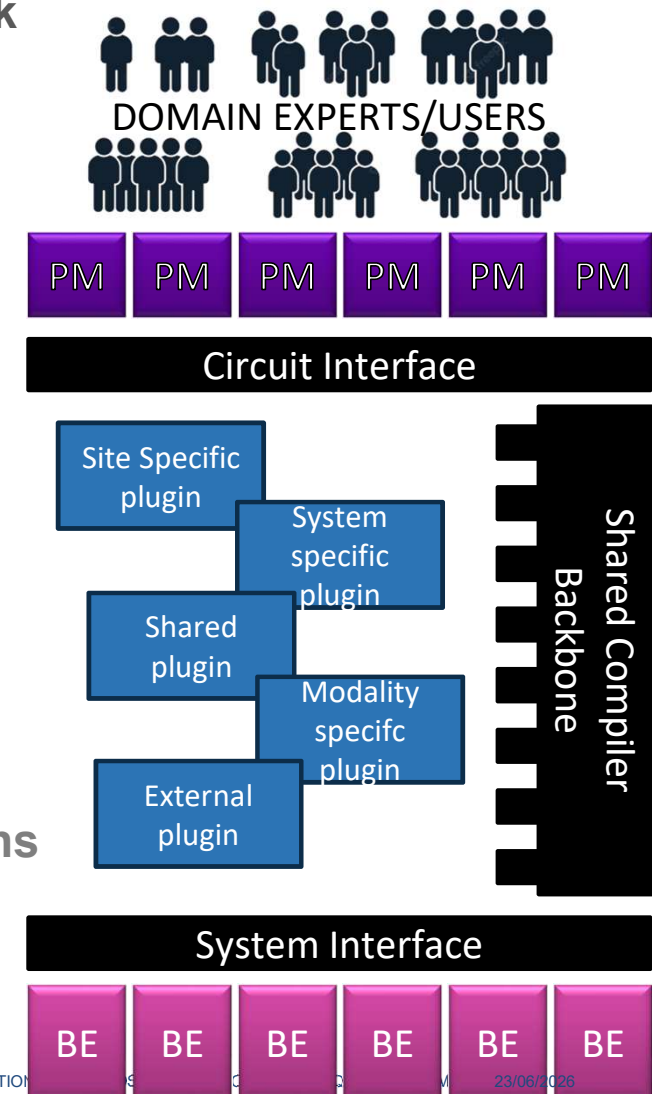 k
DOMAIN EXPERTS/USERS
PM PM PM PM PM PM
Circuit Interface
Site Specific
plugin
System
specific
plugin
Shared
plugin
Modality
specifc
plugin
External
plugin
Shared Compiler
Backbone
ns
System Interface
BE BE BE BE BE BE
TION
23/06/2026